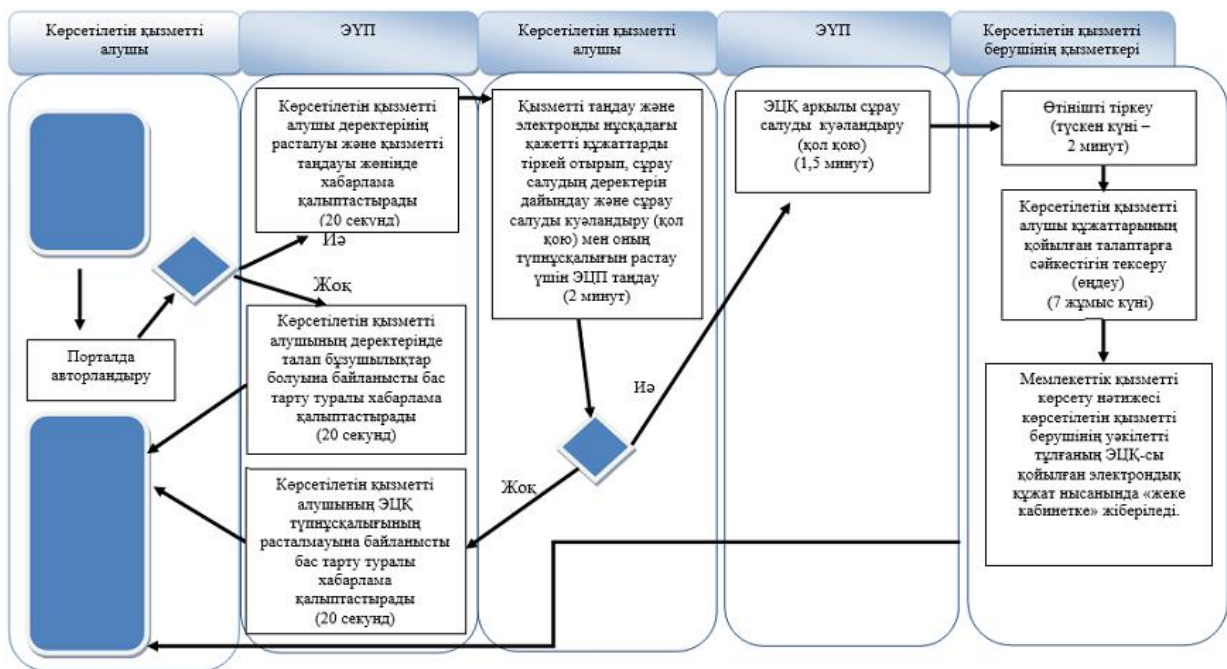 Көрсетілетін қызметті
алушы
ЭҮП
Көрсетілетін қызметті
алушы
ЭҮП
Көрсетілетін қызметті
берушінің қызметкері
Көрсетілетін қызметті
алушы деректерінің
расталуы және қызметті
таңдауы жөнінде
хабарлама
қалыптастырады
(20 секунд)
Иә
Жоқ
Порталда
авторландыру
Көрсетілетін қызметті
алушының деректерінде
талап бұзушылықтар
болуына байланысты бас
тарту туралы хабарлама
қалыптастырады
(20 секунд)
Көрсетілетін қызметті
алушының ЭЦҚ
түпнұсқалығының
расталмауына байланысты
бас тарту туралы
хабарлама
қалыптастырады
(20 секунд)
Қызметті таңдау және
электронды нұсқадағы
қажетті құжаттарды
тіркей отырып, сұрау
салудың деректерін
дайындау және сұрау
салуды куәландыру (қол
қою) мен оның
түпнұсқалығын растау
үшін ЭЦП таңдау
(2 минут)
Иә
Жоқ
ЭЦҚ арқылы сұрау
салуды куәландыру
(қол қою)
(1,5 минут)
Өтінішті тіркеу
(түскен күні –
2 минут)
Көрсетілетін қызметті
алушы құжаттарының
қойылған талаптарға
сәйкестігін тексеру
(өңдеу)
(7 жұмыс күні)
Мемлекеттік қызметті
көрсету нәтижесі
көрсетілетін қызметті
берушінің уәкілетті
тұлғаның ЭЦҚ-сы
қойылған электрондық
құжат нысанында «жеке
кабинетке» жіберіледі.